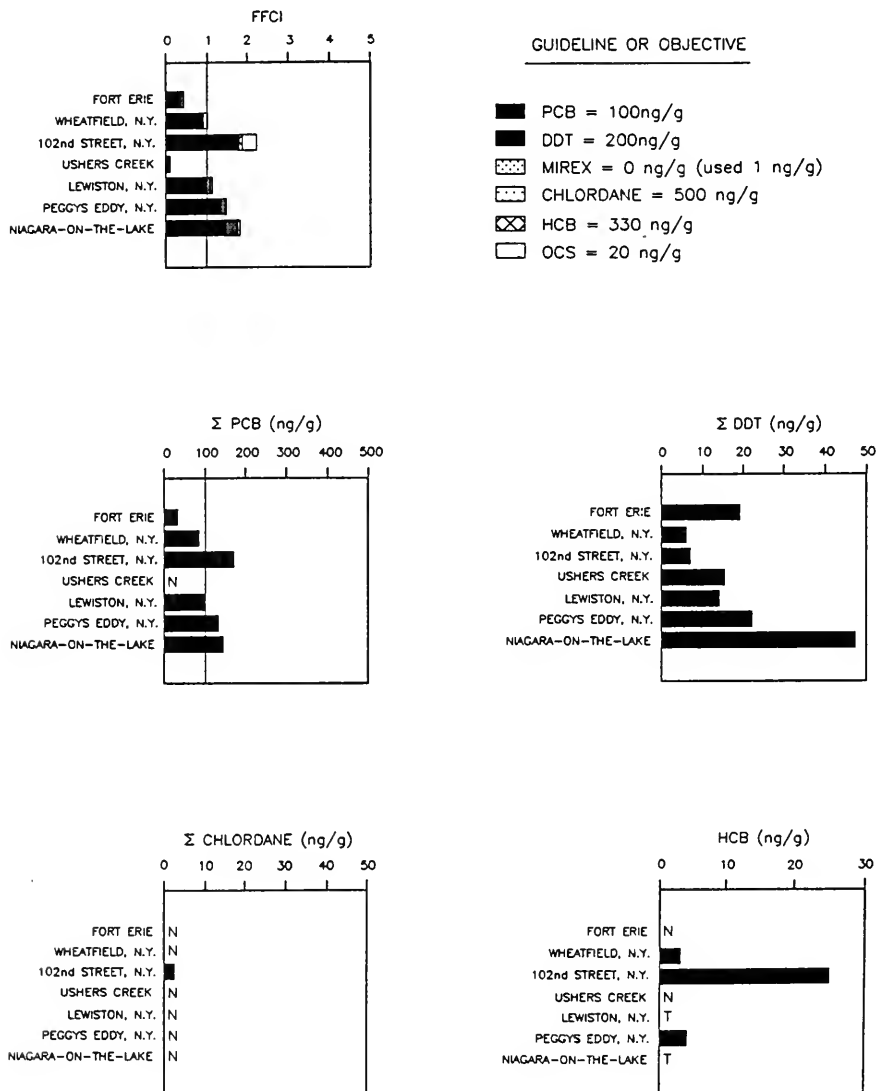 FFCI
0 1 2 3 4 5
FORT ERIE
WHEATFIELD, N.Y.
102nd STREET, N.Y.
USHERS CREEK
LEWISTON, N.Y.
PEGGYS EDDY, N.Y.
NIAGARA-ON-THE-LAKE
GUIDELINE OR OBJECTIVE
PCB = 100ng/g
DDT = 200ng/g
MIREX = 0 ng/g (used 1 ng/g)
CHLORDANE = 500 ng/g
HCB = 330 ng/g
OCS = 20 ng/g
Σ PCB (ng/g)
0 100 200 300 400 500
FORT ERIE
WHEATFIELD, N.Y.
102nd STREET, N.Y.
USHERS CREEK N
LEWISTON, N.Y.
PEGGYS EDDY, N.Y.
NIAGARA-ON-THE-LAKE
Σ DDT (ng/g)
0 10 20 30 40 50
FORT ERIE
WHEATFIELD, N.Y.
102nd STREET, N.Y.
USHERS CREEK
LEWISTON, N.Y.
PEGGYS EDDY, N.Y.
NIAGARA-ON-THE-LAKE
Σ CHLORDANE (ng/g)
0 10 20 30 40 50
FORT ERIE N
WHEATFIELD, N.Y. N
102nd STREET, N.Y.
USHERS CREEK N
LEWISTON, N.Y. N
PEGGYS EDDY, N.Y. N
NIAGARA-ON-THE-LAKE N
HCB (ng/g)
0 10 20 30
FORT ERIE N
WHEATFIELD, N.Y.
102nd STREET, N.Y.
USHERS CREEK N
LEWISTON, N.Y. T
PEGGYS EDDY, N.Y.
NIAGARA-ON-THE-LAKE T